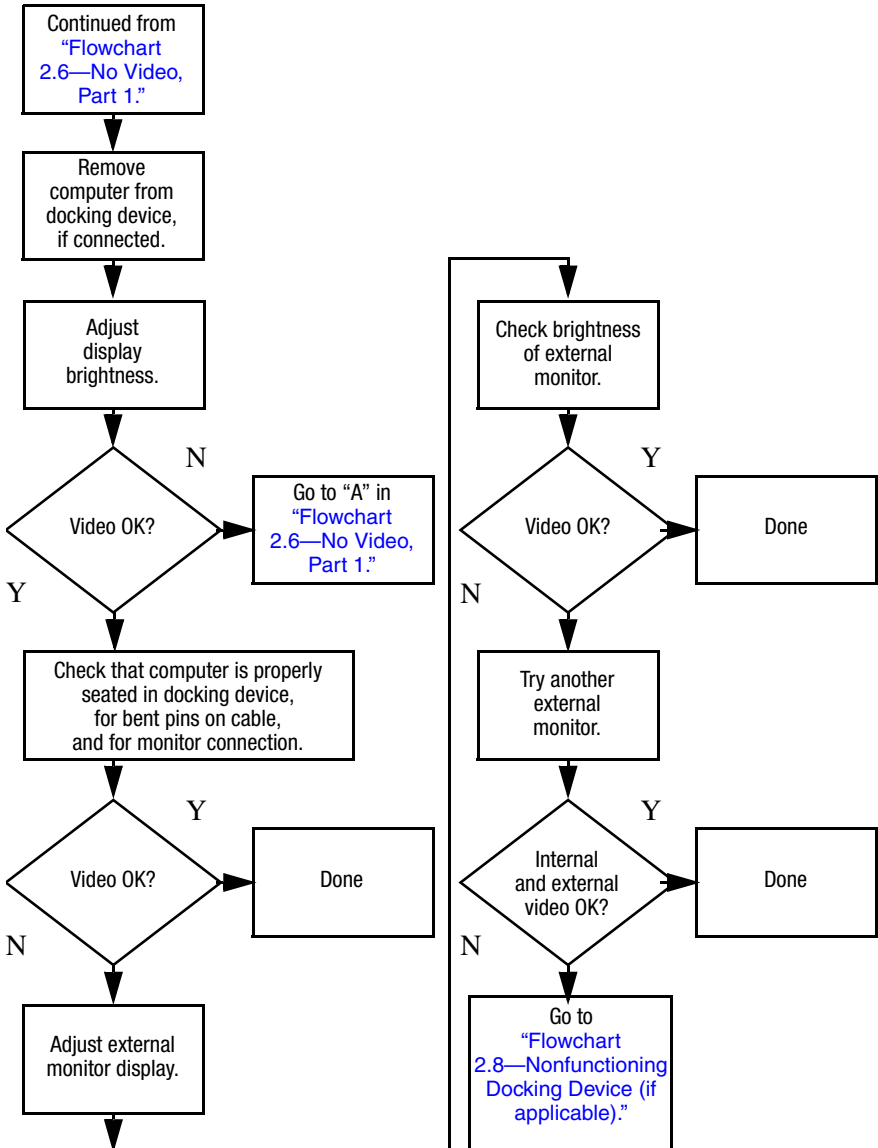 Continued from
“Flowchart
2.6—No Video,
Part 1.”
Remove
computer from
docking device,
if connected.
Adjust
display
brightness.
N
Video OK?
Go to “A” in
“Flowchart
2.6—No Video,
Part 1.”
Y
Check that computer is properly
seated in docking device,
for bent pins on cable,
and for monitor connection.
Y
Video OK?
Done
N
Adjust external
monitor display.
Check brightness
of external
monitor.
Y
Video OK?
Done
N
Try another
external
monitor.
Y
Internal
and external
video OK?
Done
N
Go to
“Flowchart
2.8—Nonfunctioning
Docking Device (if
applicable).”